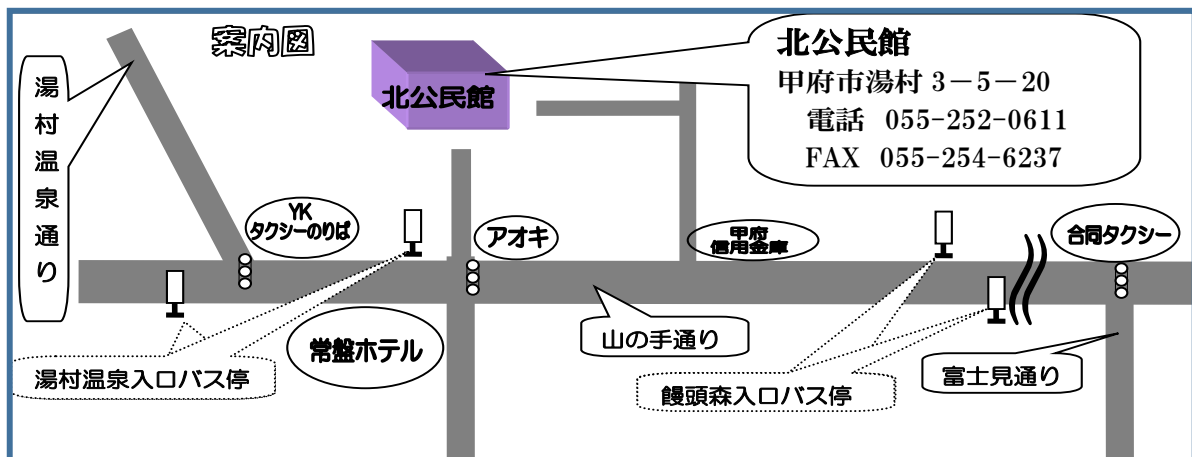 案内図
北公民館
甲府市湯村 3-5-20
電話 055-252-0611
FAX 055-254-6237
湯村温泉通り
北公民館
YK
タクシーのりば
アオキ
甲府
信用金庫
合同タクシー
常盤ホテル
山の手通り
湯村温泉入口バス停
饅頭森入口バス停
富士見通り